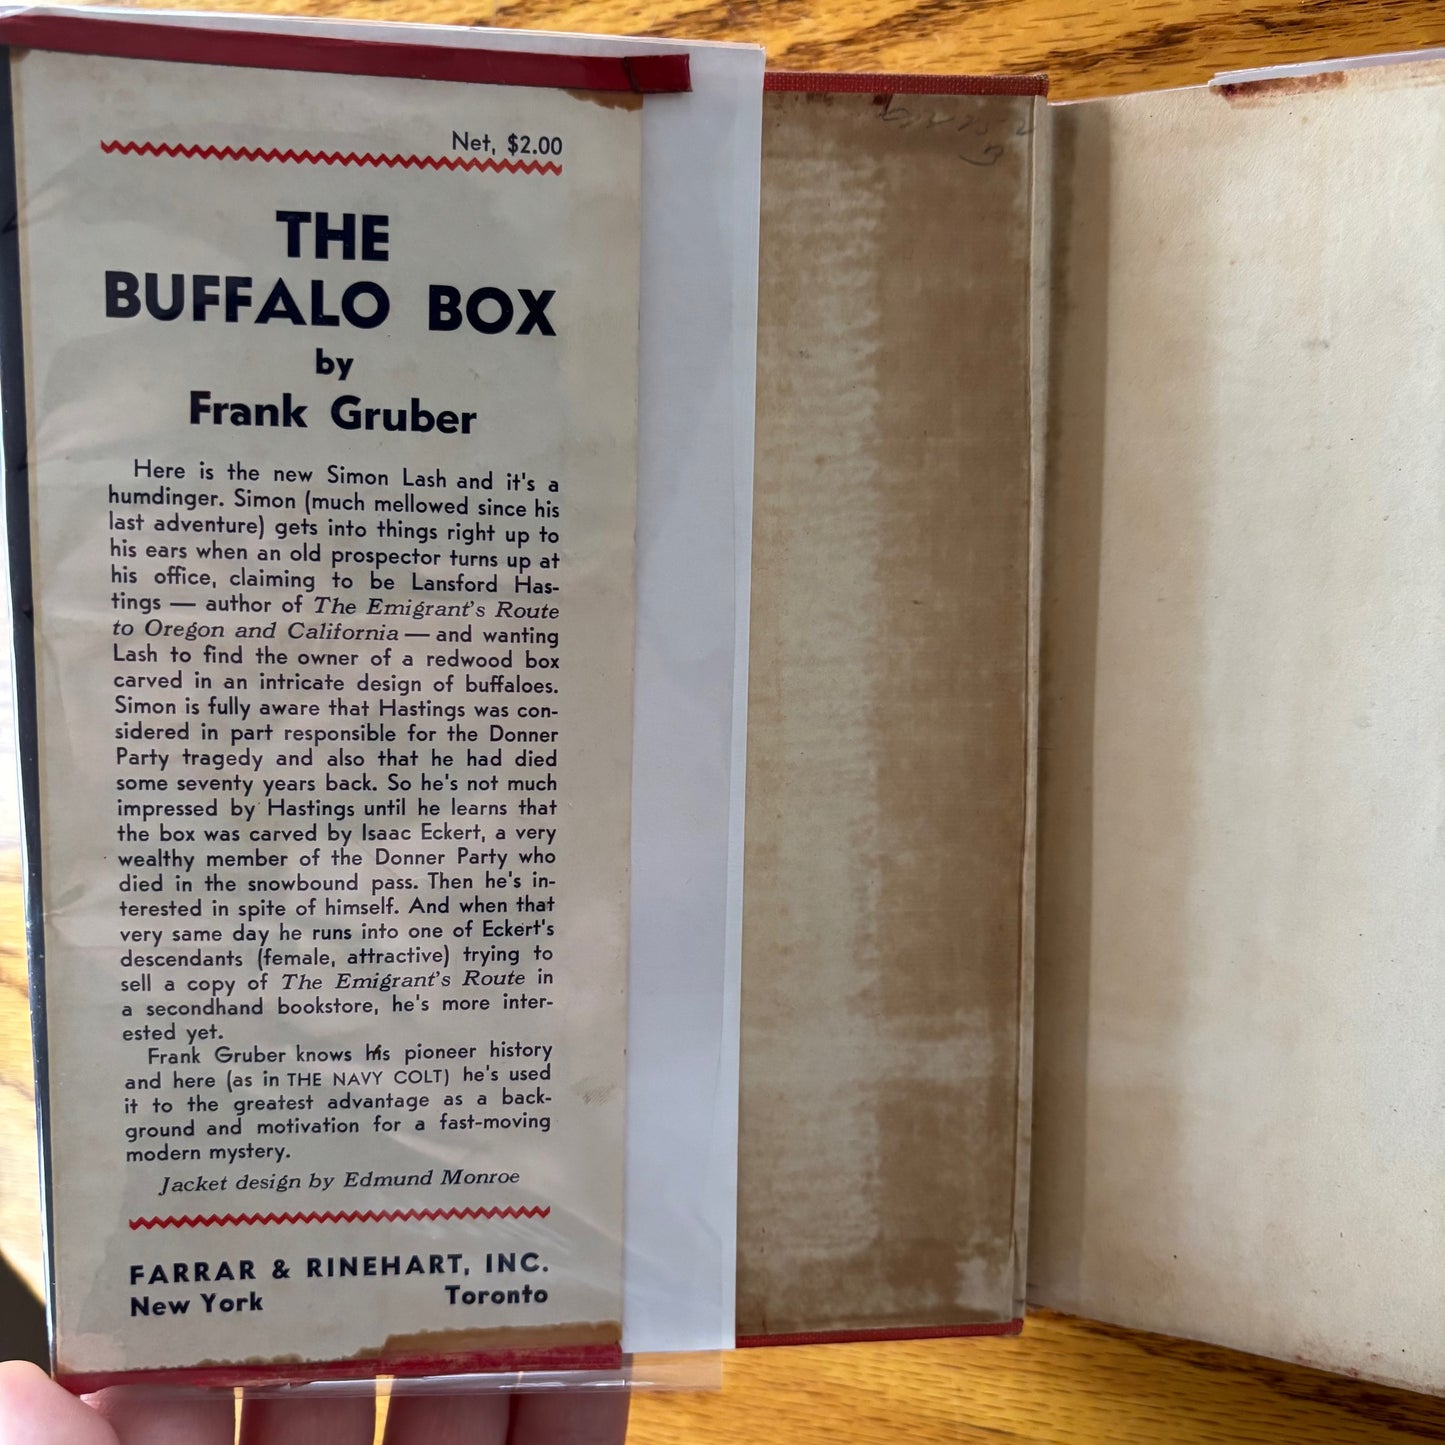 Net, $2.00
THE
BUFFALO BOX
by
Frank Gruber
Here is the new Simon Lash and it's a
humdinger. Simon (much mellowed since his
last adventure) gets into things right up to
his ears when an old prospector turns up at
his office, claiming to be Lansford Has-
tings — author of The Emigrant's Route
to Oregon and California — and wanting
Lash to find the owner of a redwood box
carved in an intricate design of buffaloes.
Simon is fully aware that Hastings was con-
sidered in part responsible for the Donner
Party tragedy and also that he had died
some seventy years back. So he's not much
impressed by Hastings until he learns that
the box was carved by Isaac Eckert, a very
wealthy member of the Donner Party who
died in the snowbound pass. Then he's in-
terested in spite of himself. And when that
very same day he runs into one of Eckert's
descendants (female, attractive) trying to
sell a copy of The Emigrant's Route in
a secondhand bookstore, he's more inter-
ested yet.
Frank Gruber knows his pioneer history
and here (as in THE NAVY COLT) he's used
it to the greatest advantage as a back-
ground and motivation for a fast-moving
modern mystery.
Jacket design by Edmund Monroe
FARRAR & RINEHART, INC.
New York Toronto